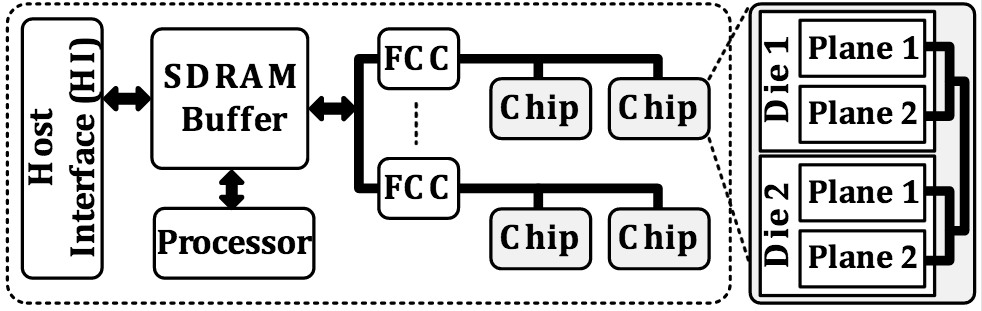 Host
Interface (HI)
SDRAM
Buffer
Processor
FCC
Chip
Chip
FCC
Chip
Chip
Die 1
Plane 1
Plane 2
Die 2
Plane 1
Plane 2